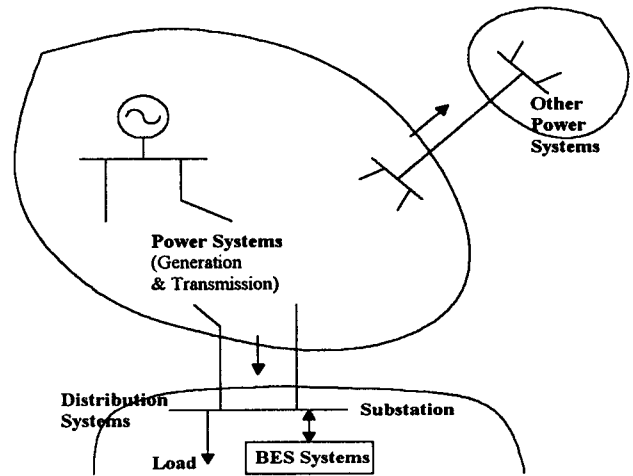 Other
Power
Systems
Power Systems
(Generation
& Transmission)
Distribution
Systems
Substation
Load
BES Systems